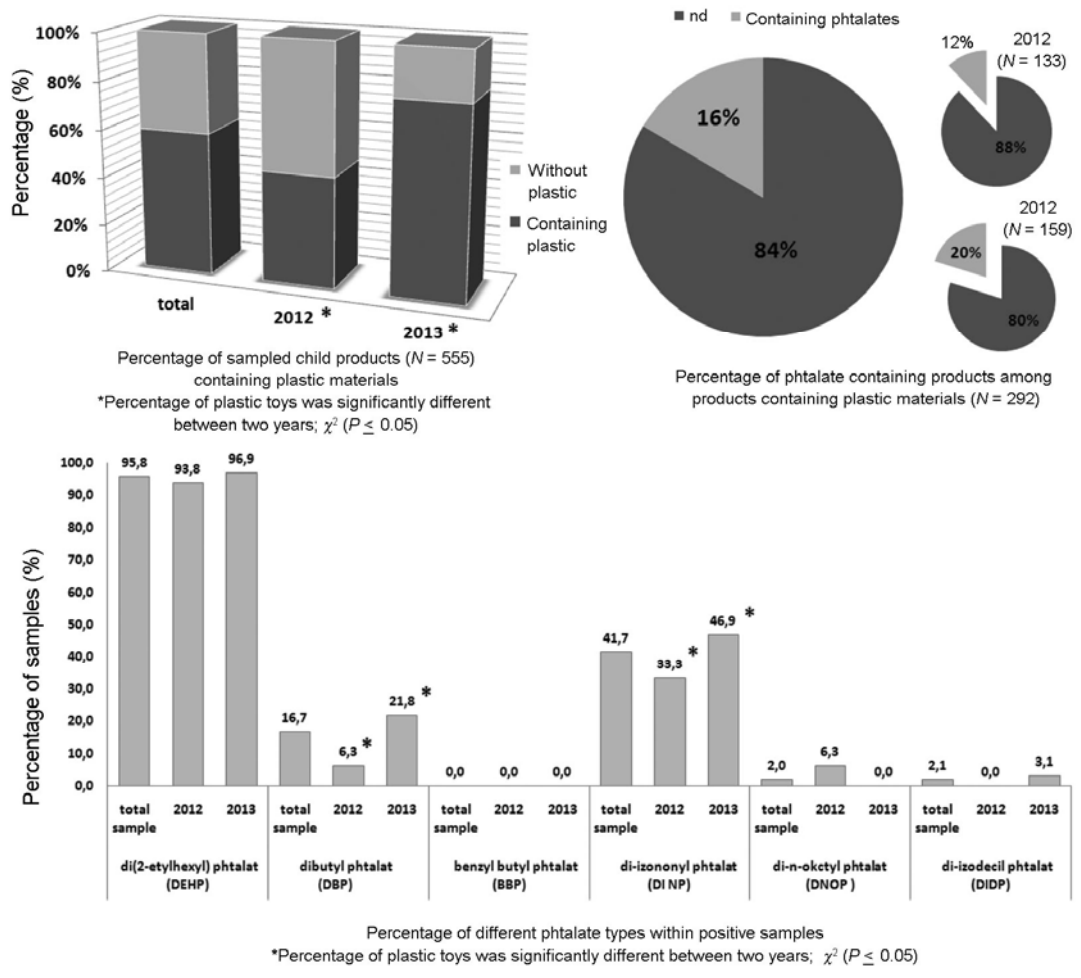 100%
80%
60%
40%
20%
0%
Percentage (%)
total
2012 *
2013 *
Without
plastic
Containing
plastic
Percentage of sampled child products (N = 555)
containing plastic materials
*Percentage of plastic toys was significantly different
between two years; χ² (P ≤ 0.05)
nd
Containing phtalates
16%
84%
12%
2012
(N = 133)
88%
2012
(N = 159)
20%
80%
Percentage of phtalate containing products among
products containing plastic materials (N = 292)
Percentage of samples (%)
100,0
90,0
80,0
70,0
60,0
50,0
40,0
30,0
20,0
10,0
0,0
95,8
93,8
96,9
16,7
6,3 *
21,8 *
0,0
0,0
0,0
41,7
33,3 *
46,9 *
2,0
6,3
0,0
2,1
0,0
3,1
total sample 2012 2013
total sample 2012 2013
total sample 2012 2013
total sample 2012 2013
total sample 2012 2013
total sample 2012 2013
di(2-etylhexyl) phtalat
(DEHP)
dibutyl phtalat
(DBP)
benzyl butyl phtalat
(BBP)
di-izononyl phtalat
(DI NP)
di-n-okctyl phtalat
(DNOP )
di-izodecil phtalat
(DIDP)
Percentage of different phtalate types within positive samples
*Percentage of plastic toys was significantly different between two years; χ² (P ≤ 0.05)